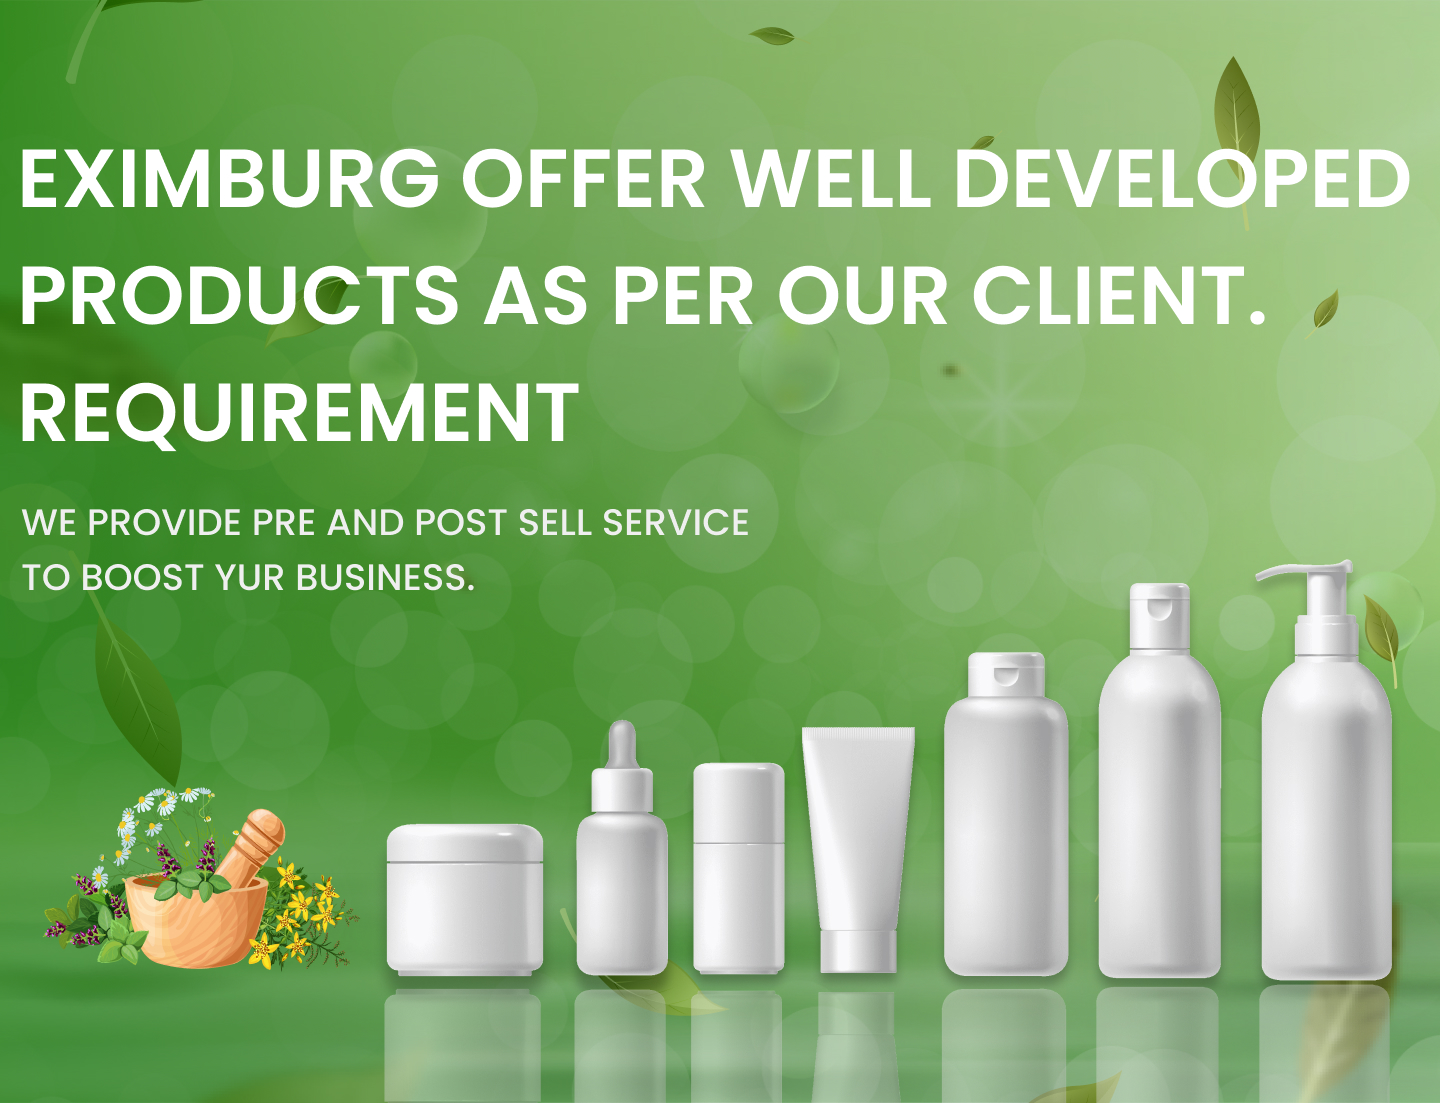 EXIMBURG OFFER WELL DEVELOPED
PRODUCTS AS PER OUR CLIENT.
REQUIREMENT
WE PROVIDE PRE AND POST SELL SERVICE
TO BOOST YUR BUSINESS.